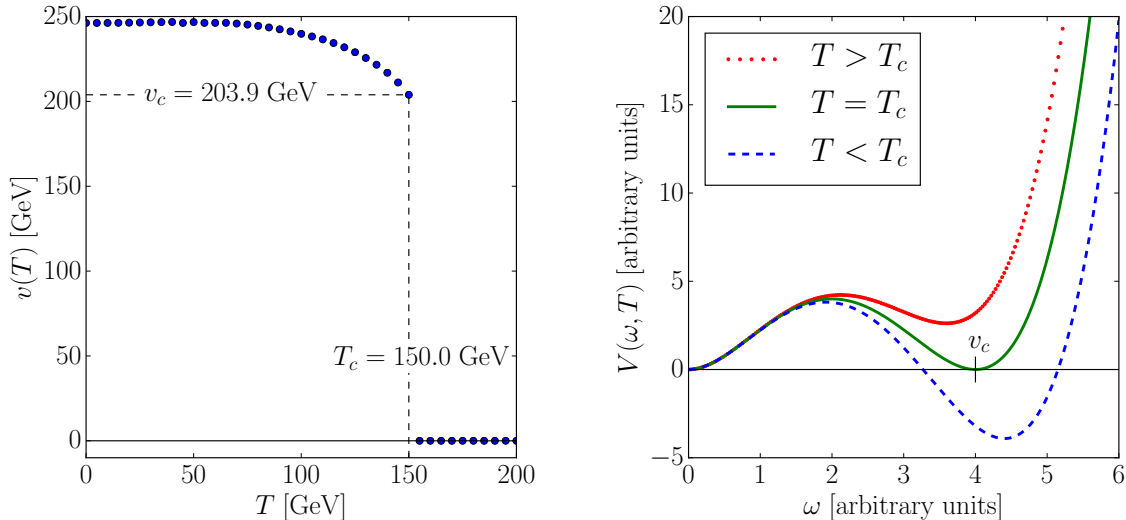 250
200
150
100
50
0
v(T) [GeV]
v_c = 203.9 GeV
T_c = 150.0 GeV
0 50 100 150 200
T [GeV]
20
15
10
5
0
−5
V(ω, T) [arbitrary units]
T > T_c
T = T_c
T < T_c
v_c
0 1 2 3 4 5 6
ω [arbitrary units]